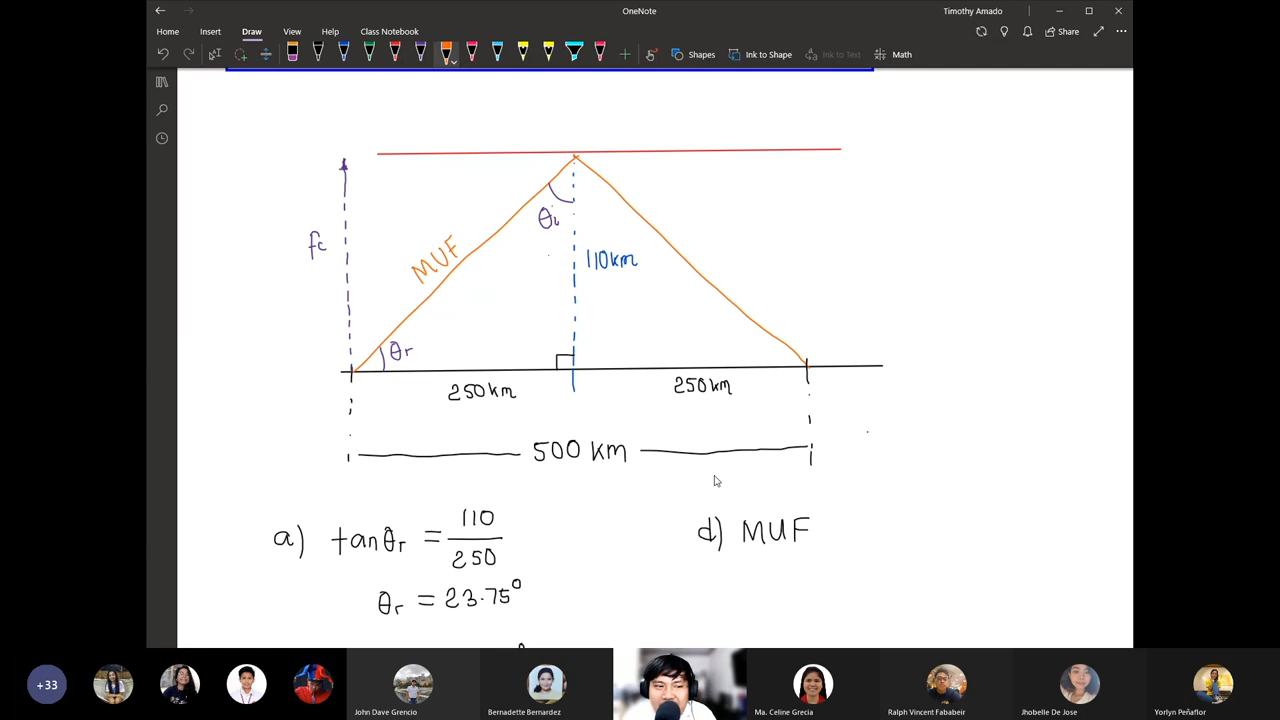 OneNote
Timothy Amado
Home Insert Draw View Help Class Notebook
Share
Shapes Ink to Shape Ink to Text Math
fc
MUF
θi
110km
θr
250km 250km
500 km
a) tanθr = 110/250
θr = 23.75°
d) MUF
+33
John Dave Grencio
Bernadette Bernardez
Ma. Celine Grecia
Ralph Vincent Fababeir
Jhobelle De Jose
Yorlyn Peñaflor